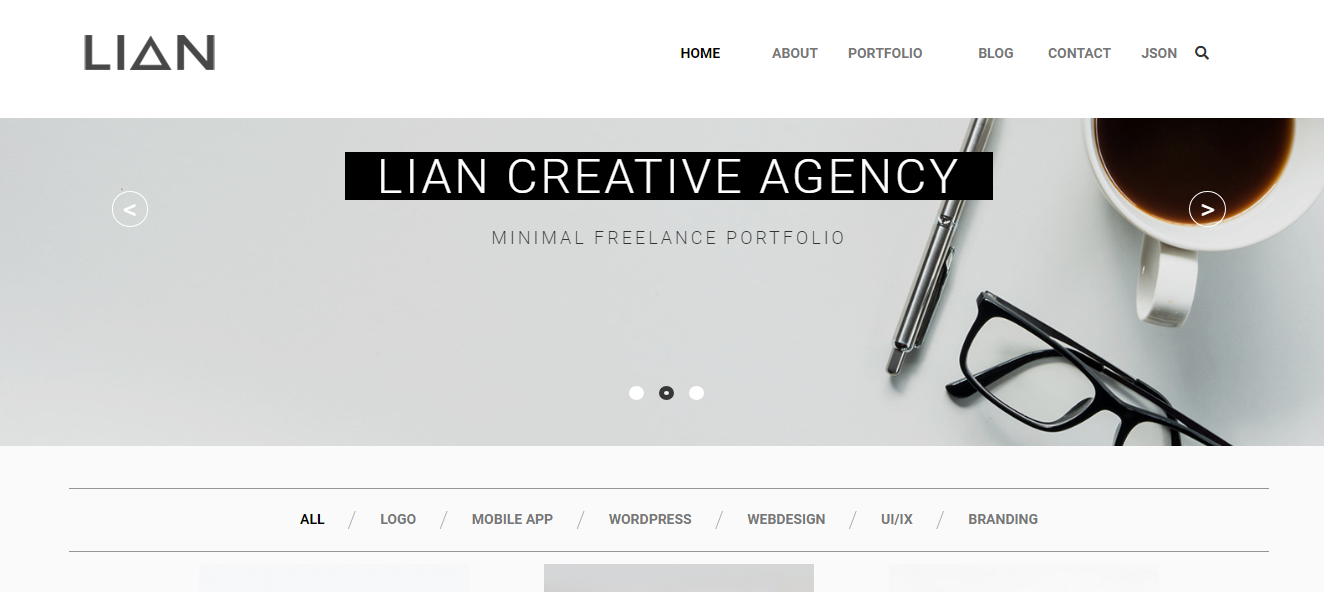 LIAN
HOME ABOUT PORTFOLIO BLOG CONTACT JSON
LIAN CREATIVE AGENCY
< >
MINIMAL FREELANCE PORTFOLIO
ALL / LOGO / MOBILE APP / WORDPRESS / WEBDESIGN / UI/IX / BRANDING